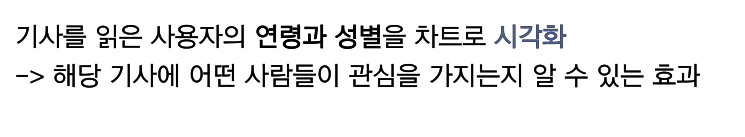 기사를 읽은 사용자의 연령과 성별을 차트로 시각화
-> 해당 기사에 어떤 사람들이 관심을 가지는지 알 수 있는 효과